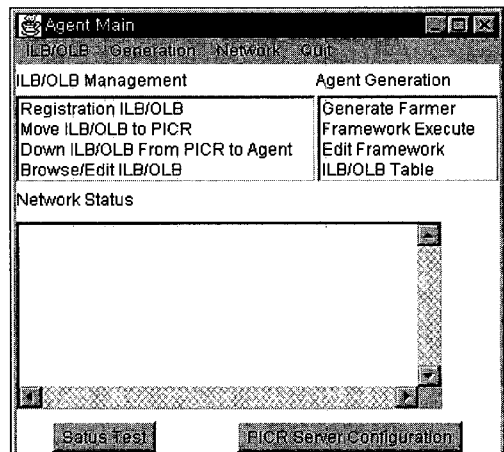 Agent Main
ILB/OLB Generation Network Quit
ILB/OLB Management Agent Generation
Registration ILB/OLB
Move ILB/OLB to PICR
Down ILB/OLB From PICR to Agent
Browse/Edit ILB/OLB
Generate Farmer
Framework Execute
Edit Framework
ILB/OLB Table
Network Status
Satus Test PICR Server Configuration